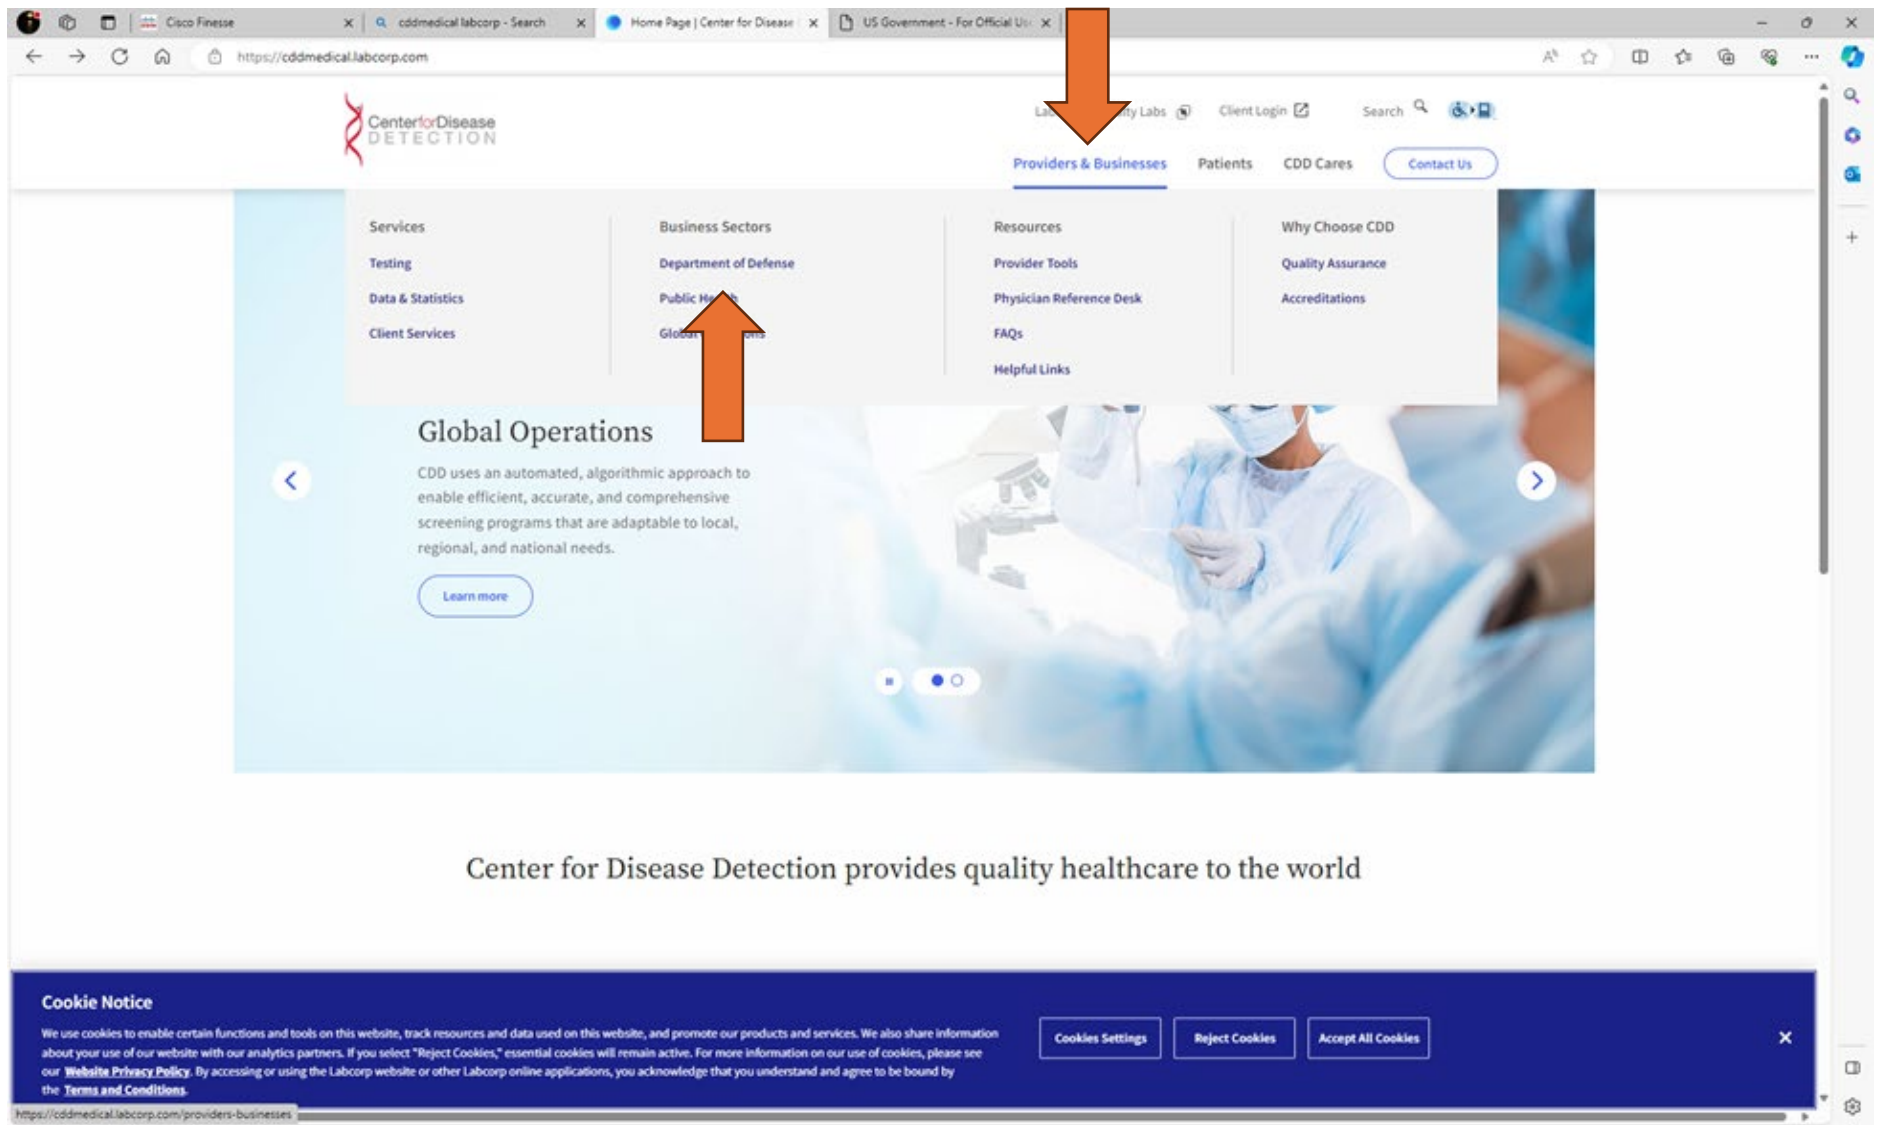 Cisco Finesse
cddmedical labcorp - Search
Home Page | Center for Disease
US Government - For Official Us
https://cddmedical.labcorp.com
CenterforDisease
DETECTION
Labs
Client Login
Search
Providers & Businesses
Patients
CDD Cares
Contact Us
Services
Testing
Data & Statistics
Client Services
Business Sectors
Department of Defense
Public
Global
Resources
Provider Tools
Physician Reference Desk
FAQs
Helpful Links
Why Choose CDD
Quality Assurance
Accreditations
Global Operations
CDD uses an automated, algorithmic approach to
enable efficient, accurate, and comprehensive
screening programs that are adaptable to local,
regional, and national needs.
Learn more
Center for Disease Detection provides quality healthcare to the world
Cookie Notice
We use cookies to enable certain functions and tools on this website, track resources and data used on this website, and promote our products and services. We also share information
about your use of our website with our analytics partners. If you select "Reject Cookies," essential cookies will remain active. For more information on our use of cookies, please see
our Website Privacy Policy. By accessing or using the Labcorp website or other Labcorp online applications, you acknowledge that you understand and agree to be bound by
the Terms and Conditions.
Cookies Settings
Reject Cookies
Accept All Cookies
https://cddmedical.labcorp.com/providers-businesses